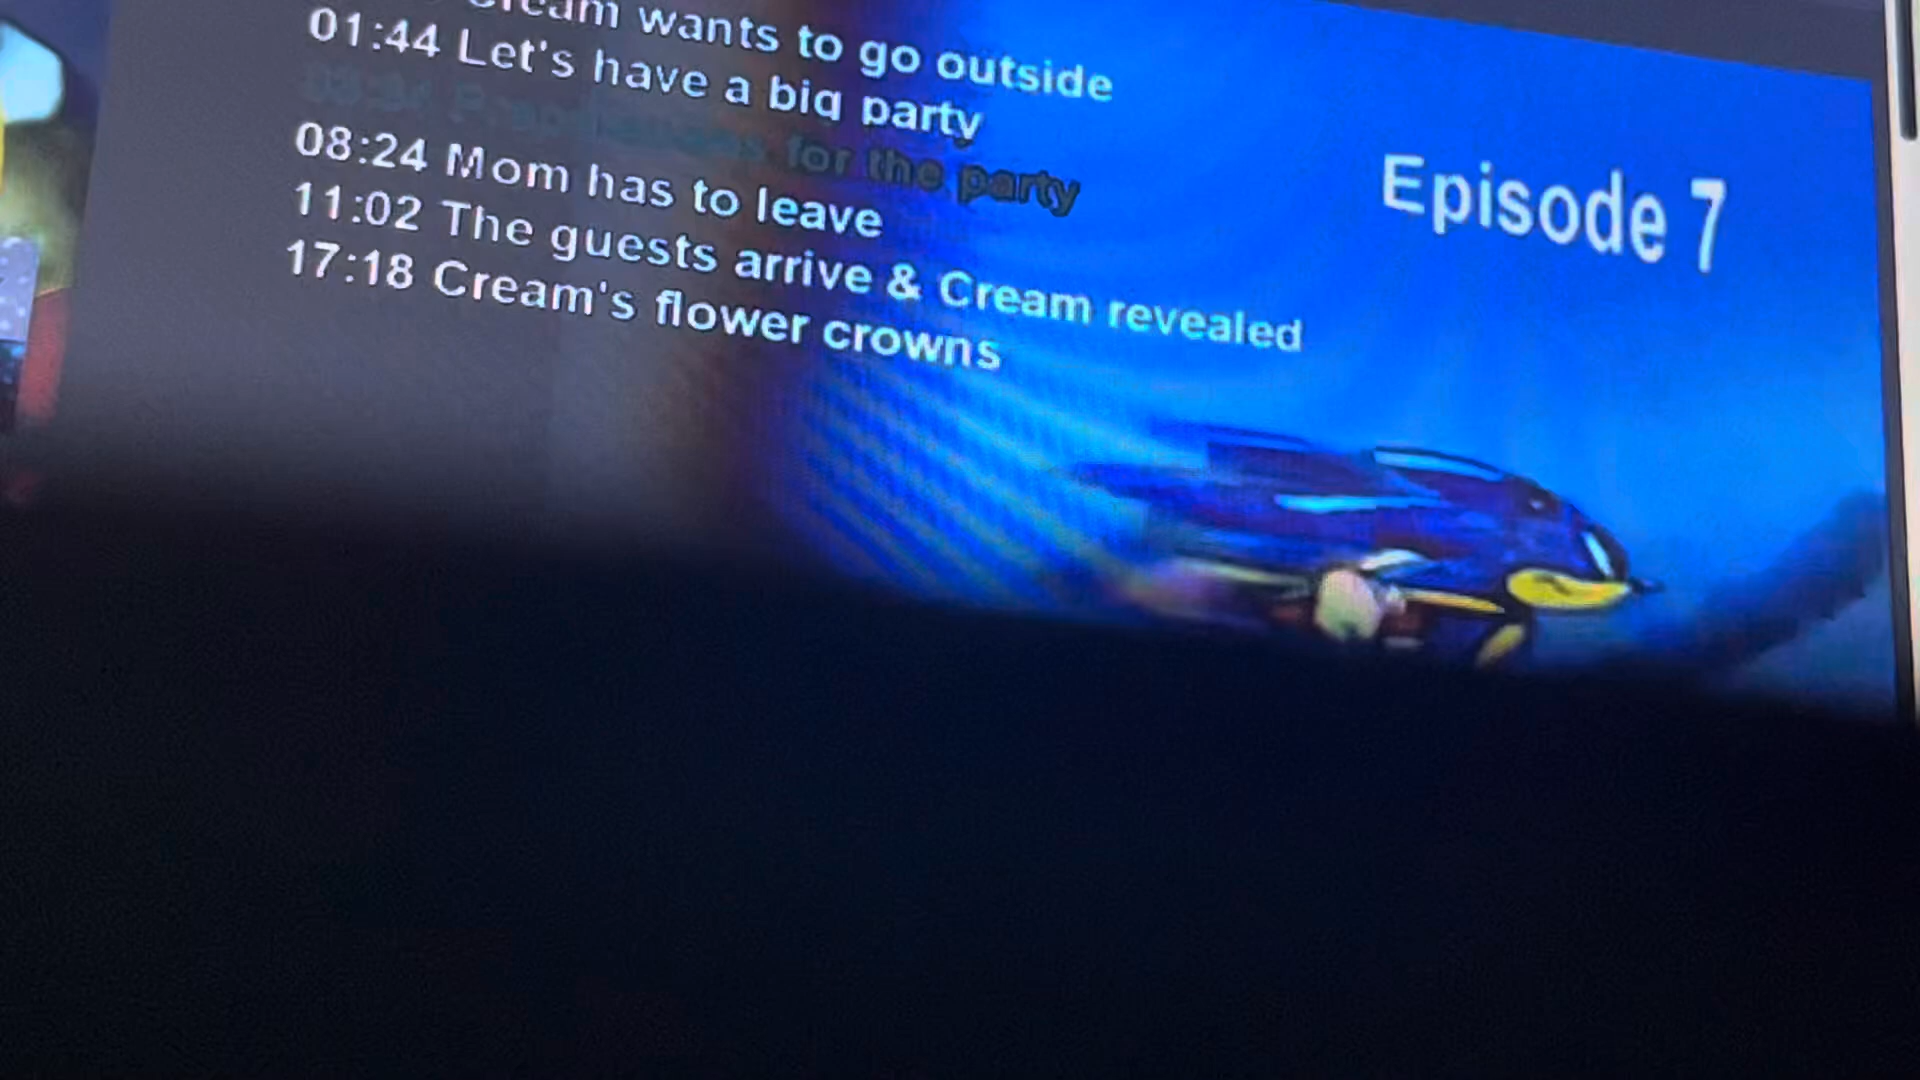 Cream wants to go outside
01:44 Let's have a big party
for the party
08:24 Mom has to leave
11:02 The guests arrive & Cream revealed
17:18 Cream's flower crowns
Episode 7